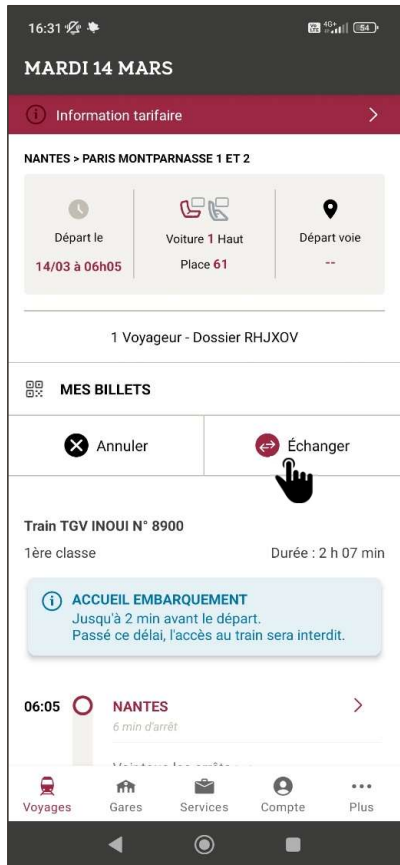 16:31
4G+
54
MARDI 14 MARS
Information tarifaire
NANTES > PARIS MONTPARNASSE 1 ET 2
Départ le
14/03 à 06h05
Voiture 1 Haut
Place 61
Départ voie
--
1 Voyageur - Dossier RHJXOV
MES BILLETS
Annuler
Échanger
Train TGV INOUI N° 8900
1ère classe
Durée : 2 h 07 min
ACCUEIL EMBARQUEMENT
Jusqu'à 2 min avant le départ.
Passé ce délai, l'accès au train sera interdit.
06:05 NANTES
6 min d'arrêt
Voyages
Gares
Services
Compte
Plus